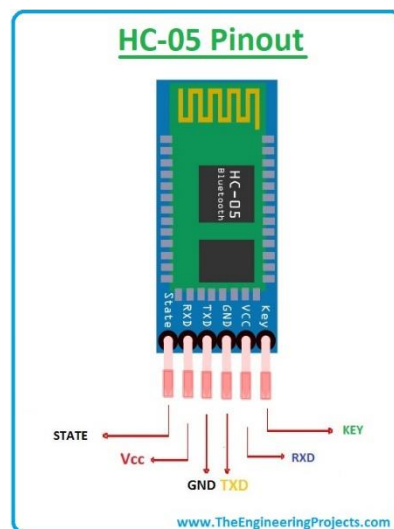 HC-05 Pinout
HC-05
Bluetooth
State
RXD
TXD
GND
VCC
Key
STATE
KEY
Vcc
RXD
GND
TXD
www.TheEngineeringProjects.com